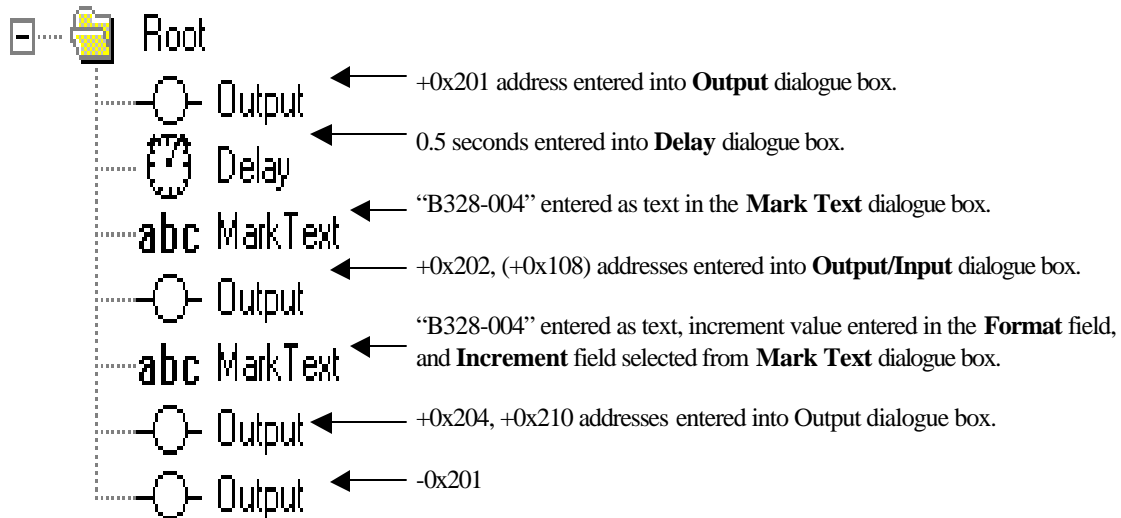 Root
Output
+0x201 address entered into Output dialogue box.
Delay
0.5 seconds entered into Delay dialogue box.
abc MarkText
“B328-004” entered as text in the Mark Text dialogue box.
Output
+0x202, (+0x108) addresses entered into Output/Input dialogue box.
abc MarkText
“B328-004” entered as text, increment value entered in the Format field,
and Increment field selected from Mark Text dialogue box.
Output
+0x204, +0x210 addresses entered into Output dialogue box.
Output
-0x201